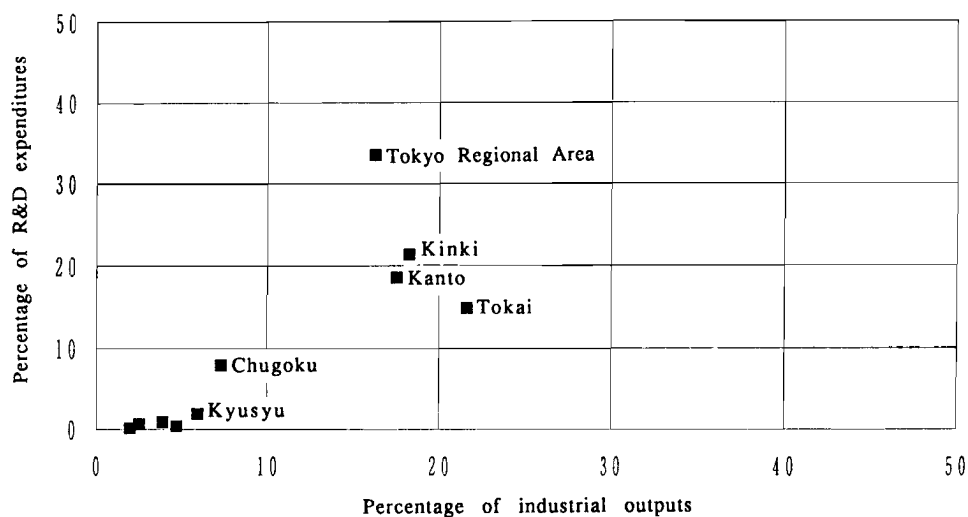 Percentage of R&D expenditures
50
40
30
20
10
0
Tokyo Regional Area
Kinki
Kanto
Tokai
Chugoku
Kyusyu
0 10 20 30 40 50
Percentage of industrial outputs